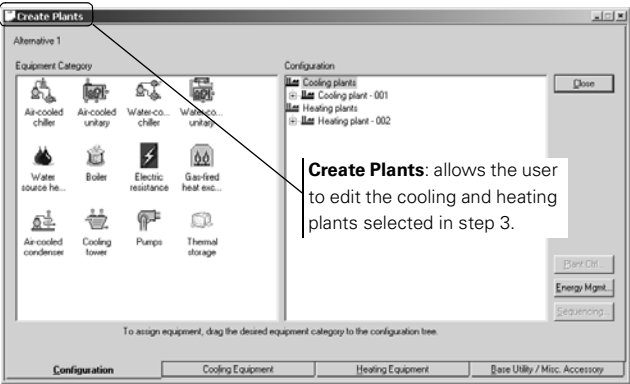 Create Plants
Alternative 1
Equipment Category
Configuration
Air-cooled chiller
Air-cooled unitary
Water-co... chiller
Water-co... unitary
Water source he...
Boiler
Electric resistance
Gas-fired heat exc...
Air-cooled condenser
Cooling tower
Pumps
Thermal storage
Cooling plants
Cooling plant - 001
Heating plants
Heating plant - 002
Close
Create Plants: allows the user
to edit the cooling and heating
plants selected in step 3.
Plant Ctrl...
Energy Mgmt...
Sequencing...
To assign equipment, drag the desired equipment category to the configuration tree.
Configuration
Cooling Equipment
Heating Equipment
Base Utility / Misc. Accessory